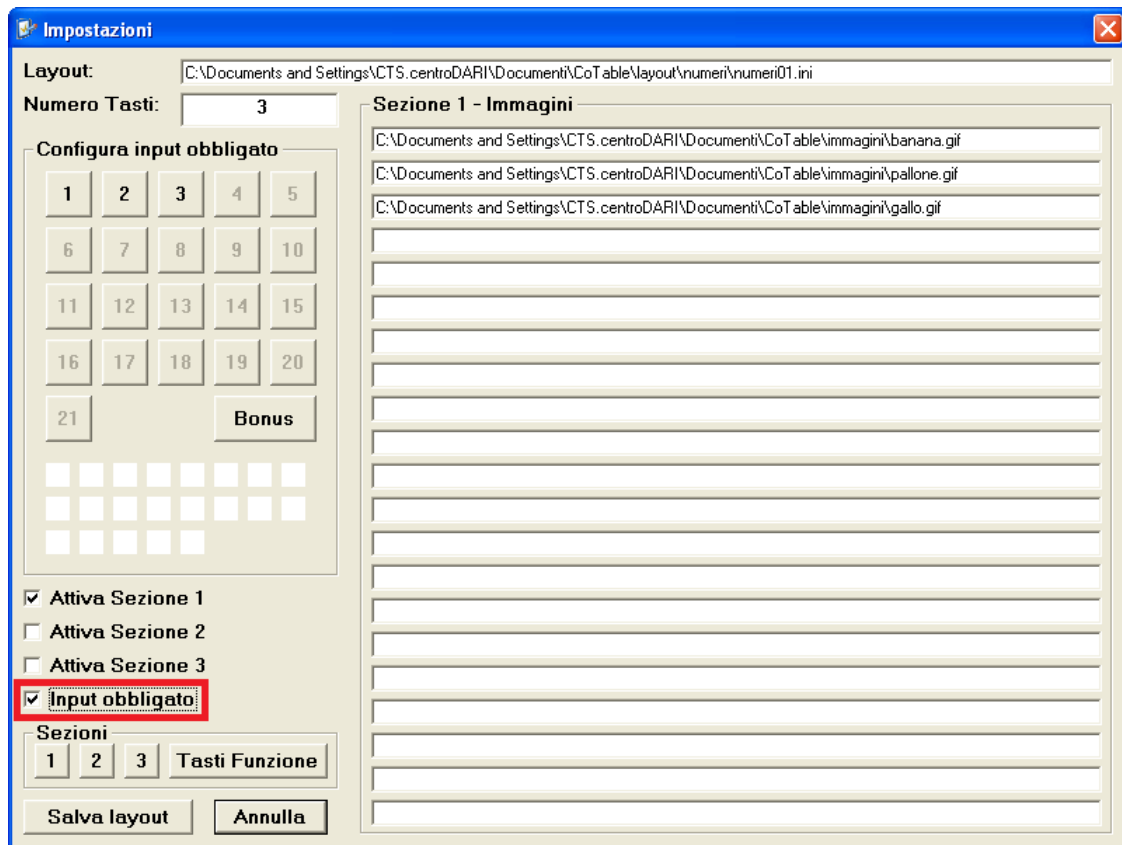 Impostazioni
Layout:
C:\Documents and Settings\CTS.centroDARI\Documenti\CoTable\layout\numeri\numeri01.ini
Numero Tasti:
3
Configura input obbligato
1 2 3 4 5
6 7 8 9 10
11 12 13 14 15
16 17 18 19 20
21 Bonus
Attiva Sezione 1
Attiva Sezione 2
Attiva Sezione 3
Input obbligato
Sezioni
1 2 3 Tasti Funzione
Salva layout Annulla
Sezione 1 - Immagini
C:\Documents and Settings\CTS.centroDARI\Documenti\CoTable\immagini\banana.gif
C:\Documents and Settings\CTS.centroDARI\Documenti\CoTable\immagini\pallone.gif
C:\Documents and Settings\CTS.centroDARI\Documenti\CoTable\immagini\gallo.gif